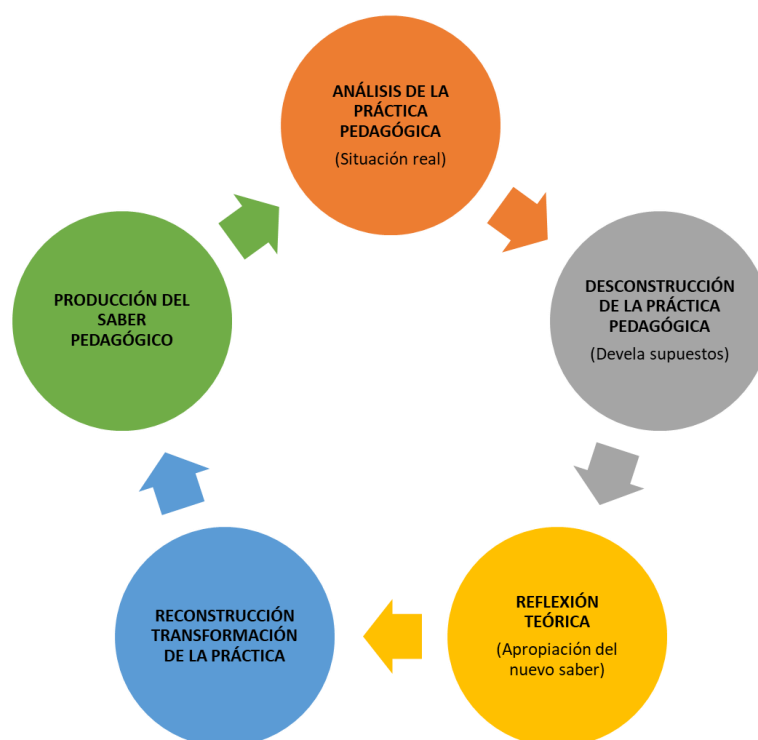 ANÁLISIS DE LA
PRÁCTICA
PEDAGÓGICA
(Situación real)
DESCONSTRUCCIÓN
DE LA PRÁCTICA
PEDAGÓGICA
(Devela supuestos)
REFLEXIÓN
TEÓRICA
(Apropiación del
nuevo saber)
RECONSTRUCCIÓN
TRANSFORMACIÓN
DE LA PRÁCTICA
PRODUCCIÓN DEL
SABER
PEDAGÓGICO